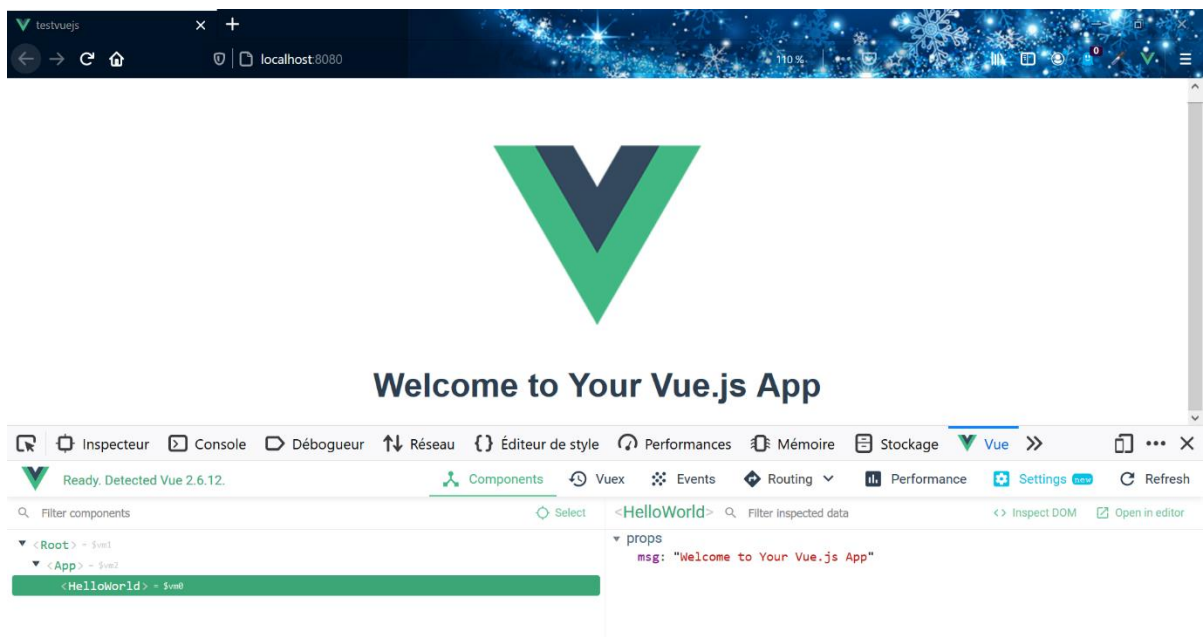 testvuejs
localhost:8080
110 %
0
Welcome to Your Vue.js App
Inspecteur Console Débogueur Réseau {} Éditeur de style Performances Mémoire Stockage Vue
Ready. Detected Vue 2.6.12. Components Vuex Events Routing Performance Settings new Refresh
Filter components Select <HelloWorld> Filter inspected data <> Inspect DOM Open in editor
<Root> = $vm1
props
<App> = $vm2
msg: "Welcome to Your Vue.js App"
<HelloWorld> = $vm0